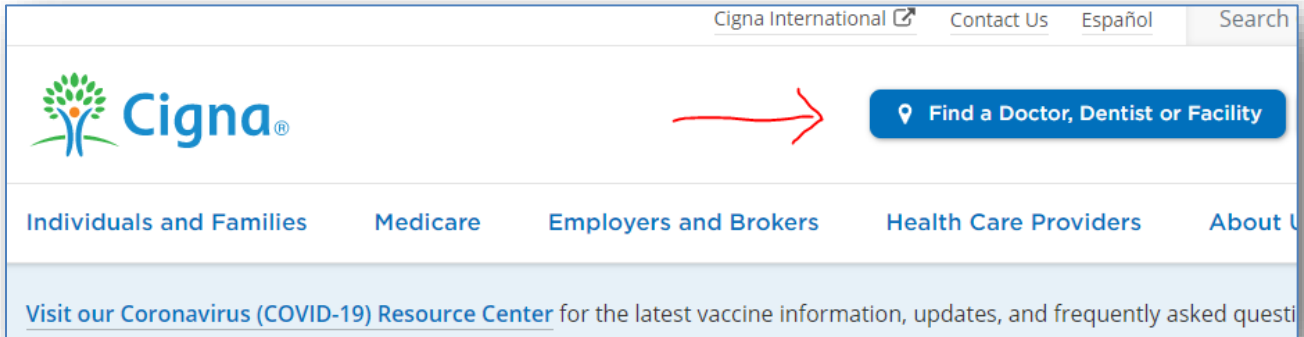 Cigna International Contact Us Español Search
Cigna®
Find a Doctor, Dentist or Facility
Individuals and Families Medicare Employers and Brokers Health Care Providers About U
Visit our Coronavirus (COVID-19) Resource Center for the latest vaccine information, updates, and frequently asked questi